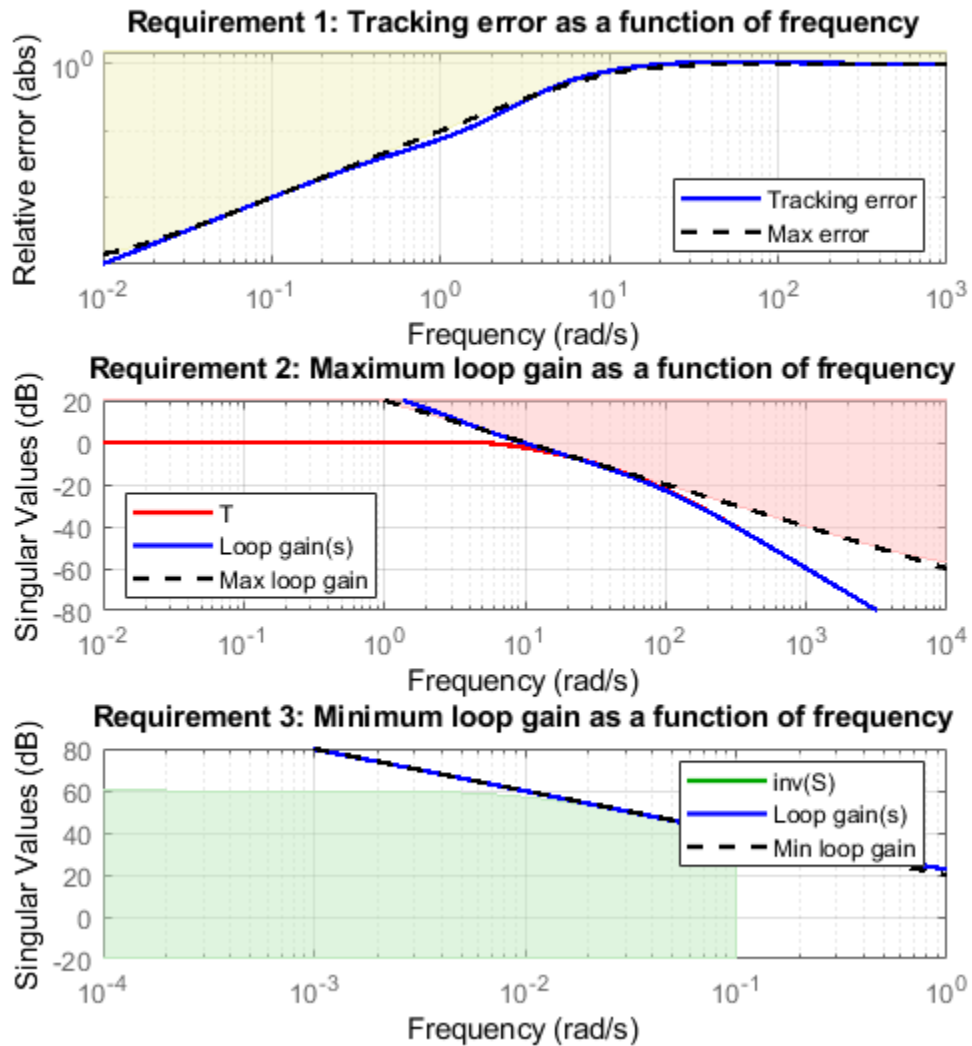 Requirement 1: Tracking error as a function of frequency
Relative error (abs)
10^0
Tracking error
Max error
10^-2 10^-1 10^0 10^1 10^2 10^3
Frequency (rad/s)
Requirement 2: Maximum loop gain as a function of frequency
Singular Values (dB)
20
0
-20
-40
-60
-80
T
Loop gain(s)
Max loop gain
10^-2 10^-1 10^0 10^1 10^2 10^3 10^4
Frequency (rad/s)
Requirement 3: Minimum loop gain as a function of frequency
Singular Values (dB)
80
60
40
20
0
-20
inv(S)
Loop gain(s)
Min loop gain
10^-4 10^-3 10^-2 10^-1 10^0
Frequency (rad/s)